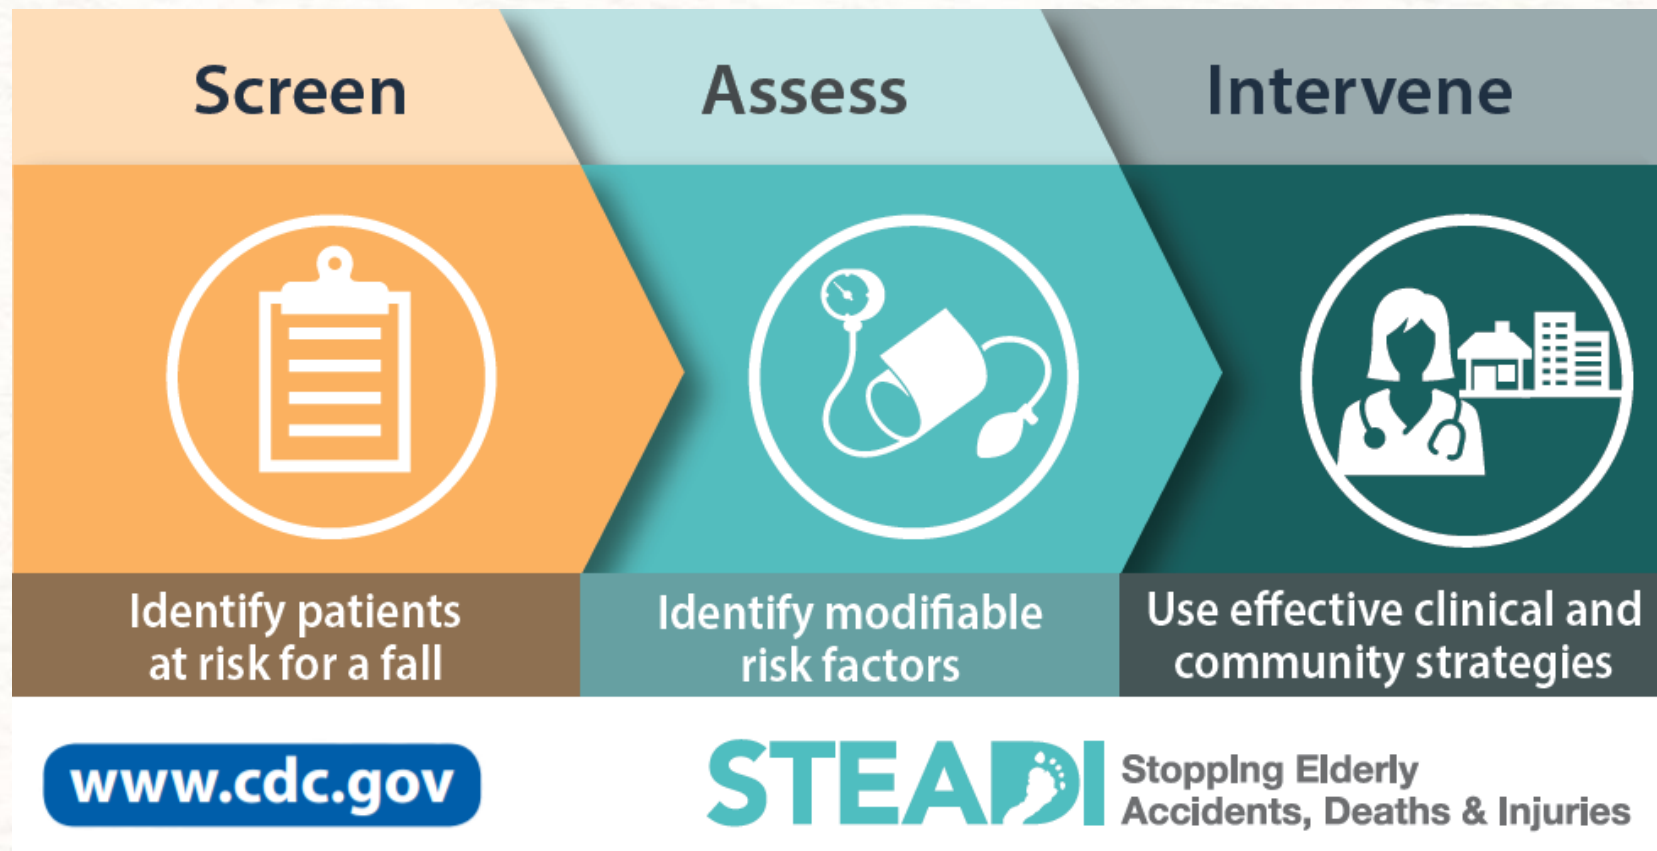 Screen
Assess
Intervene
Identify patients
at risk for a fall
Identify modifiable
risk factors
Use effective clinical and
community strategies
www.cdc.gov
STEADI
StoppIng Elderly
Accidents, Deaths & Injuries